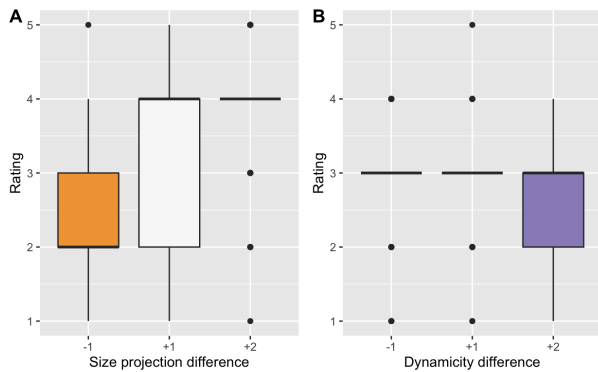 A
Rating
5
4
3
2
1
-1 +1 +2
Size projection difference
B
Rating
5
4
3
2
1
-1 +1 +2
Dynamicity difference